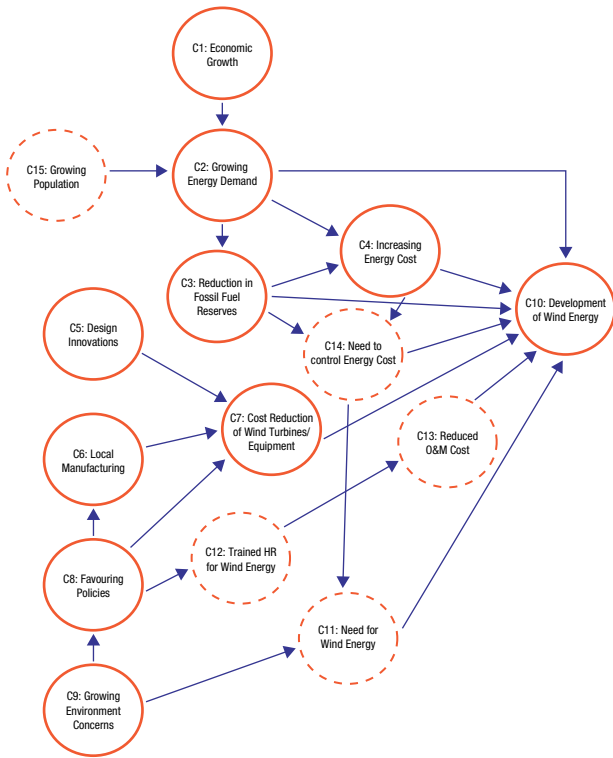 C1: Economic
Growth
C15: Growing
Population
C2: Growing
Energy Demand
C4: Increasing
Energy Cost
C3: Reduction in
Fossil Fuel
Reserves
C10: Development
of Wind Energy
C5: Design
Innovations
C14: Need to
control Energy Cost
C7: Cost Reduction
of Wind Turbines/
Equipment
C6: Local
Manufacturing
C13: Reduced
O&M Cost
C12: Trained HR
for Wind Energy
C8: Favouring
Policies
C11: Need for
Wind Energy
C9: Growing
Environment
Concerns